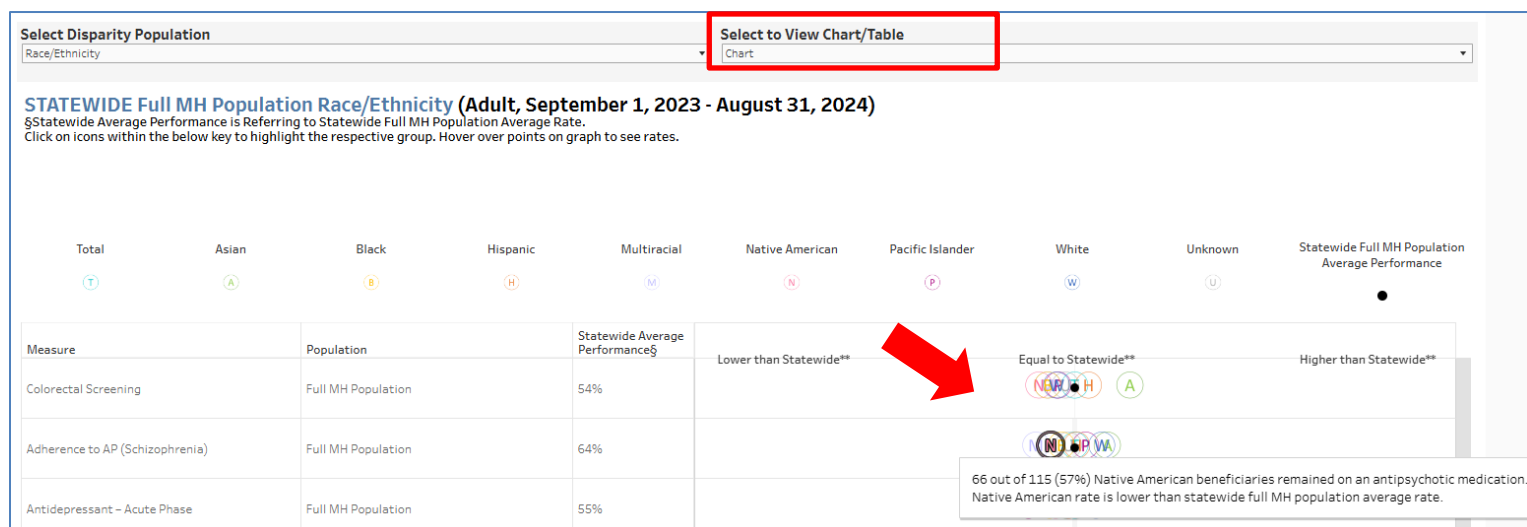 Select Disparity Population
Select to View Chart/Table
Race/Ethnicity
Chart
STATEWIDE Full MH Population Race/Ethnicity (Adult, September 1, 2023 - August 31, 2024)
§Statewide Average Performance is Referring to Statewide Full MH Population Average Rate.
Click on icons within the below key to highlight the respective group. Hover over points on graph to see rates.
Total Asian Black Hispanic Multiracial Native American Pacific Islander White Unknown Statewide Full MH Population
Average Performance
T A B H M N P W U
Measure Population Statewide Average
Performance§
Lower than Statewide** Equal to Statewide** Higher than Statewide**
Colorectal Screening Full MH Population 54%
N H A
Adherence to AP (Schizophrenia) Full MH Population 64%
N P W A
66 out of 115 (57%) Native American beneficiaries remained on an antipsychotic medication.
Native American rate is lower than statewide full MH population average rate.
Antidepressant – Acute Phase Full MH Population 55%